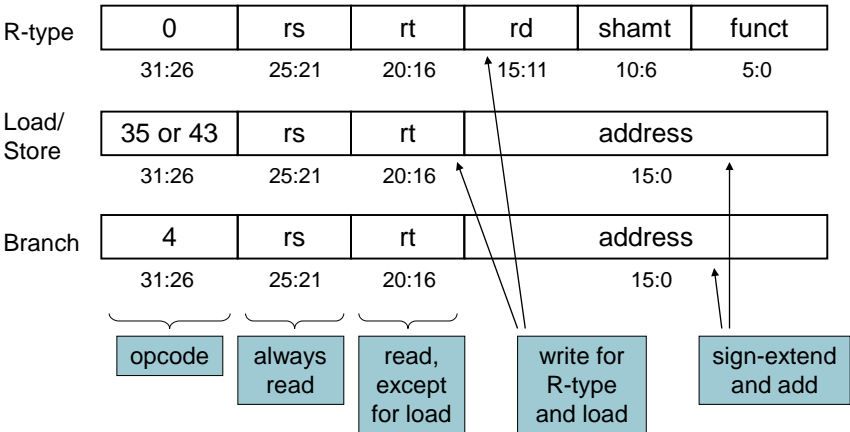 R-type 0 rs rt rd shamt funct
31:26 25:21 20:16 15:11 10:6 5:0
Load/
Store
35 or 43 rs rt address
31:26 25:21 20:16 15:0
Branch 4 rs rt address
31:26 25:21 20:16 15:0
opcode
always
read
read,
except
for load
write for
R-type
and load
sign-extend
and add